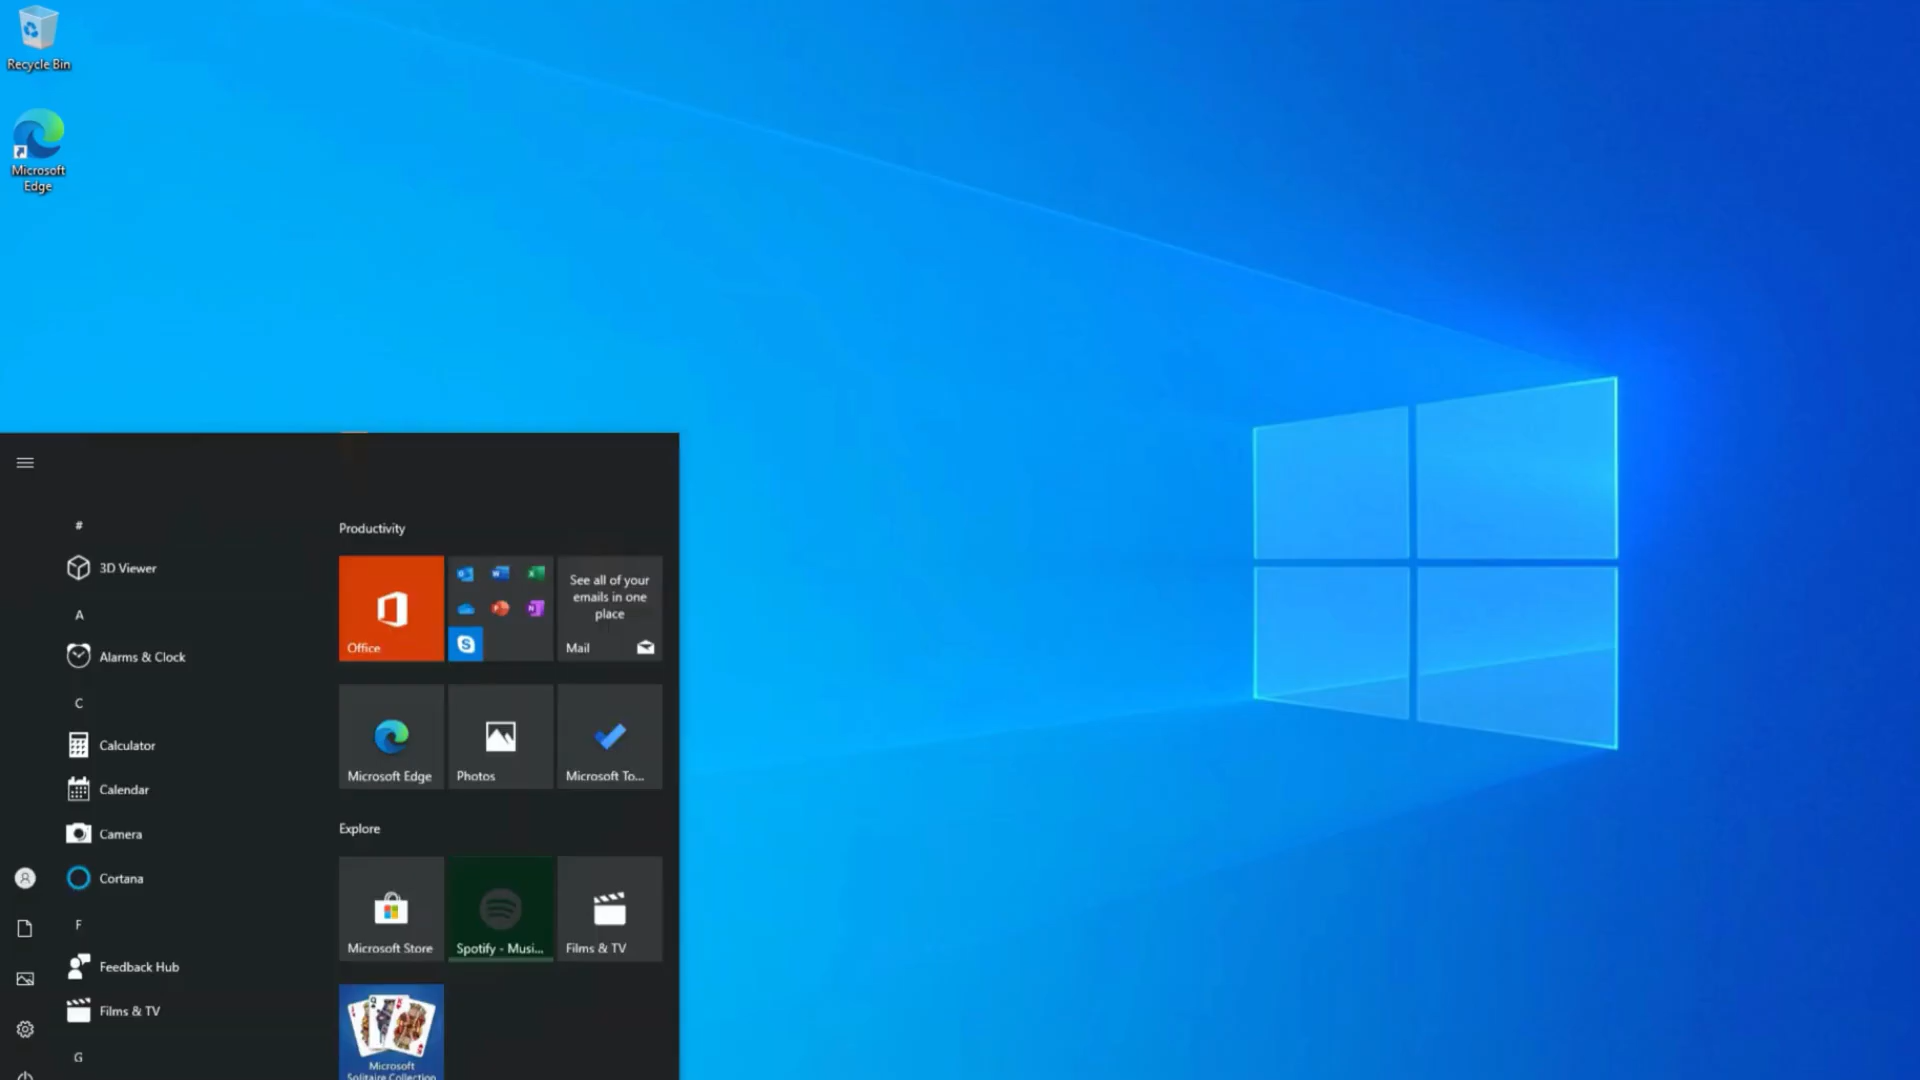 Recycle Bin
Microsoft
Edge
#
3D Viewer
A
Alarms & Clock
C
Calculator
Calendar
Camera
Cortana
F
Feedback Hub
Films & TV
G
Productivity
Office
See all of your
emails in one
place
Mail
Microsoft Edge
Photos
Microsoft To...
Explore
Microsoft Store
Spotify - Musi...
Films & TV
Microsoft
Solitaire Collection